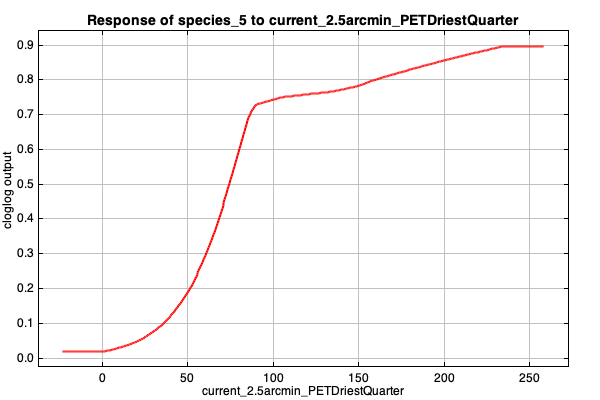 Response of species_5 to current_2.5arcmin_PETDriestQuarter
cloglog output
0.9
0.8
0.7
0.6
0.5
0.4
0.3
0.2
0.1
0.0
0 50 100 150 200 250
current_2.5arcmin_PETDriestQuarter